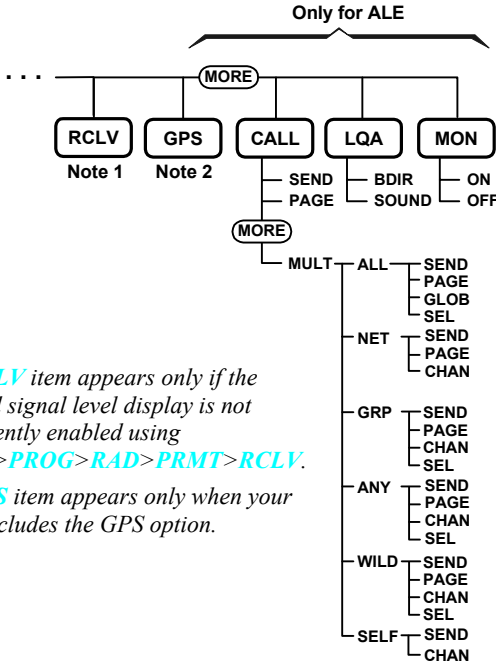 Only for ALE
. . . .
MORE
RCLV GPS CALL LQA MON
Note 1 Note 2
SEND BDIR ON
PAGE SOUND OFF
MORE
MULT ALL SEND
PAGE
GLOB
SEL
NET SEND
PAGE
CHAN
GRP SEND
PAGE
CHAN
SEL
ANY SEND
PAGE
CHAN
SEL
WILD SEND
PAGE
CHAN
SEL
SELF SEND
CHAN
LV item appears only if the
signal level display is not
ently enabled using
>PROG>RAD>PRMT>RCLV.
S item appears only when your
cludes the GPS option.